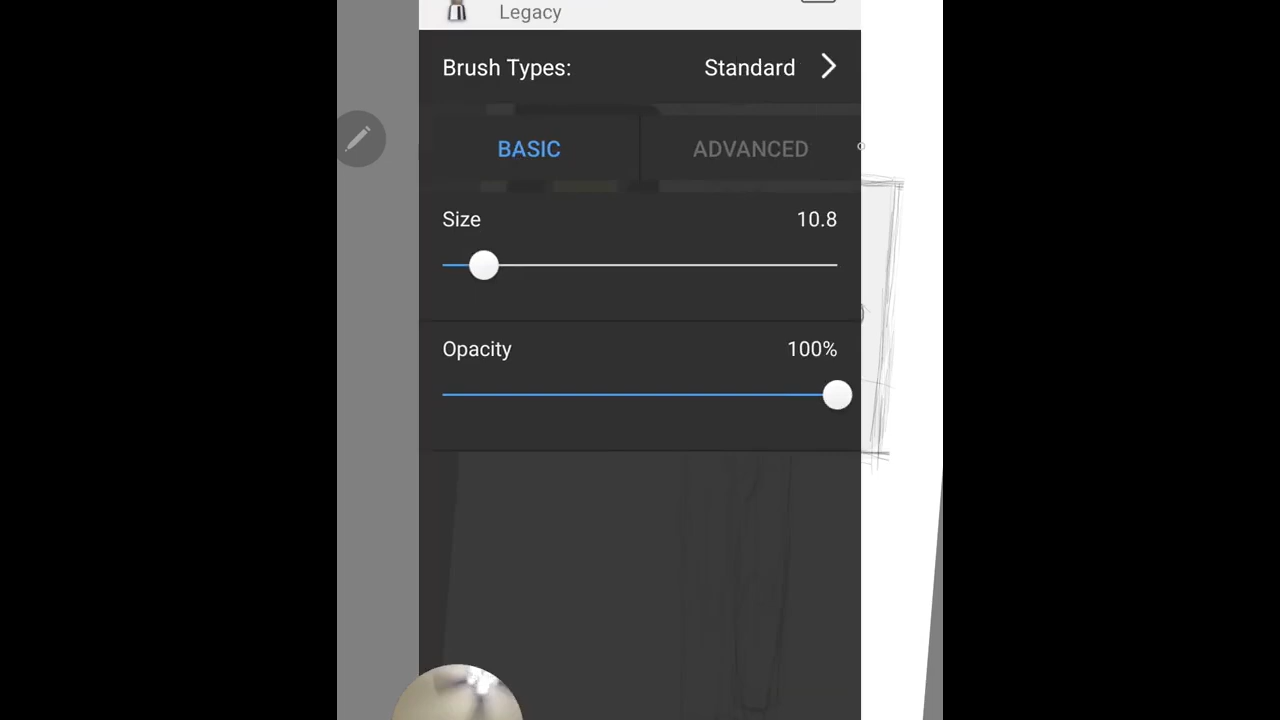 Legacy
Brush Types: Standard
BASIC ADVANCED
Size 10.8
Opacity 100%